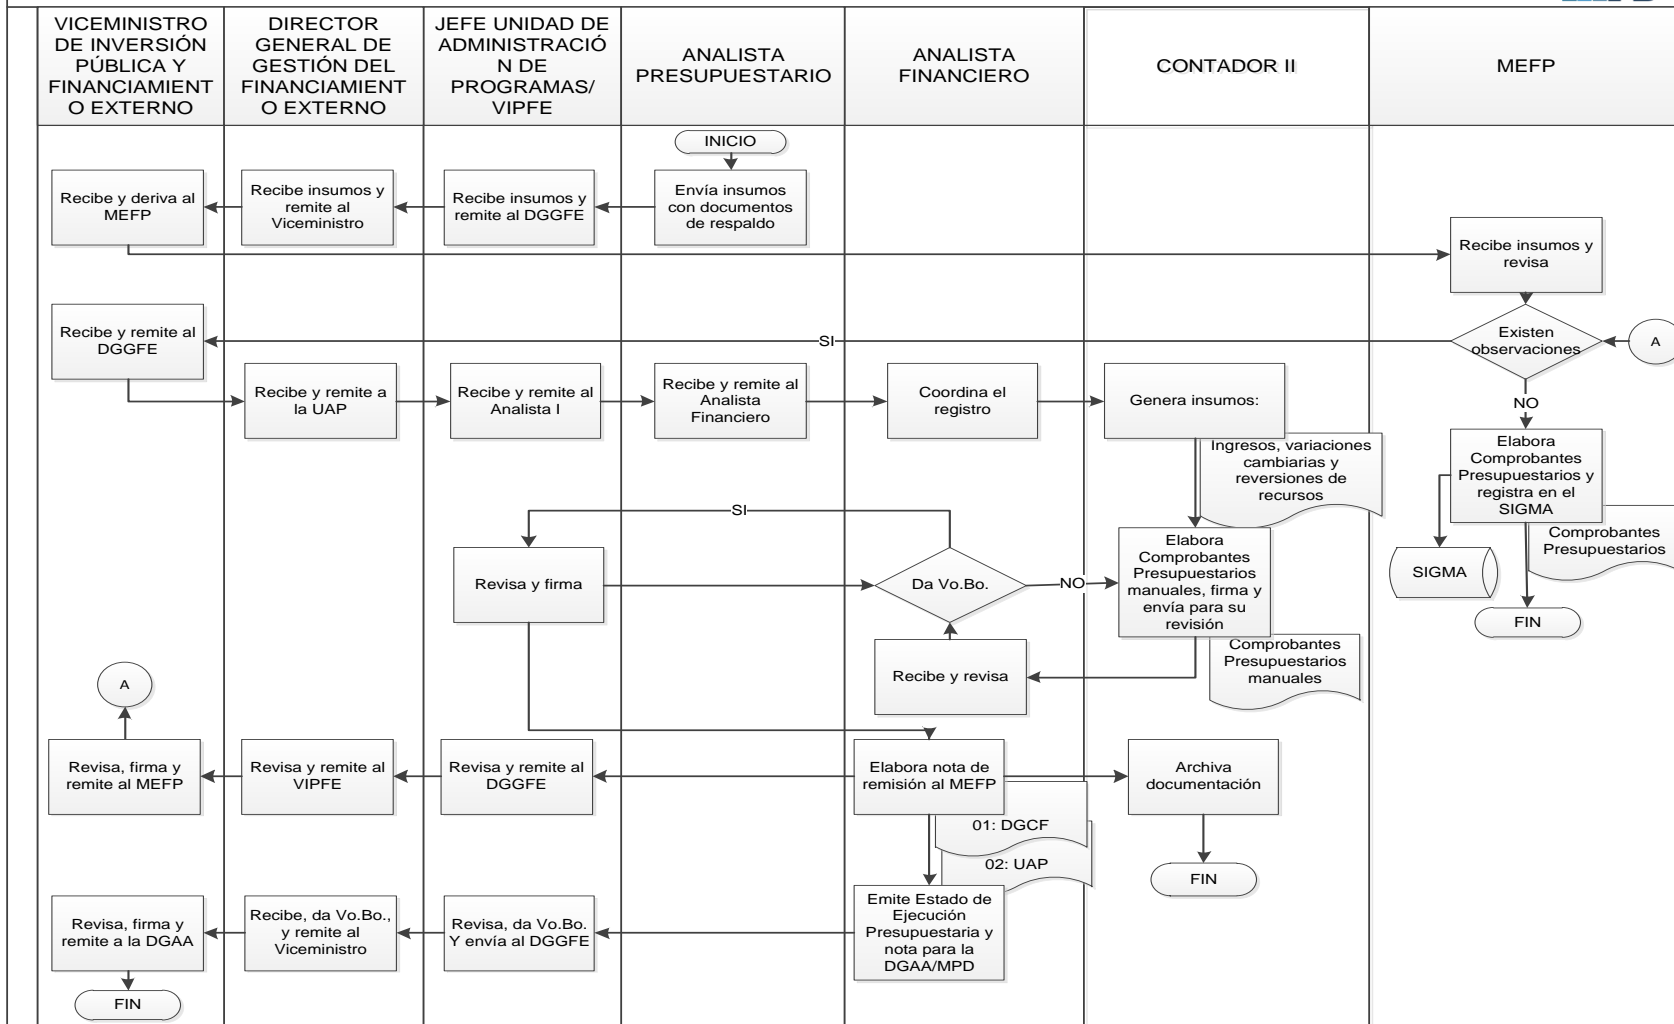 VICEMINISTRO
DE INVERSIÓN
PÚBLICA Y
FINANCIAMIENT
O EXTERNO
DIRECTOR
GENERAL DE
GESTIÓN DEL
FINANCIAMIENT
O EXTERNO
JEFE UNIDAD DE
ADMINISTRACIÓ
N DE
PROGRAMAS/
VIPFE
ANALISTA
PRESUPUESTARIO
ANALISTA
FINANCIERO
CONTADOR II
MEFP
INICIO
Recibe y deriva al
MEFP
Recibe insumos y
remite al
Viceministro
Recibe insumos y
remite al DGGFE
Envía insumos
con documentos
de respaldo
Recibe insumos y
revisa
Recibe y remite al
DGGFE
SI
Existen
observaciones
A
Recibe y remite a
la UAP
Recibe y remite al
Analista I
Recibe y remite al
Analista
Financiero
Coordina el
registro
Genera insumos:
NO
Ingresos, variaciones
cambiarias y
reversiones de
recursos
Elabora
Comprobantes
Presupuestarios y
registra en el
SIGMA
SI
Comprobantes
Presupuestarios
SIGMA
Revisa y firma
Da Vo.Bo.
NO
Elabora
Comprobantes
Presupuestarios
manuales, firma y
envía para su
revisión
FIN
Comprobantes
Presupuestarios
manuales
Recibe y revisa
A
Revisa, firma y
remite al MEFP
Revisa y remite al
VIPFE
Revisa y remite al
DGGFE
Elabora nota de
remisión al MEFP
Archiva
documentación
01: DGCF
02: UAP
FIN
Revisa, firma y
remite a la DGAA
Recibe, da Vo.Bo.,
y remite al
Viceministro
Revisa, da Vo.Bo.
Y envía al DGGFE
Emite Estado de
Ejecución
Presupuestaria y
nota para la
DGAA/MPD
FIN